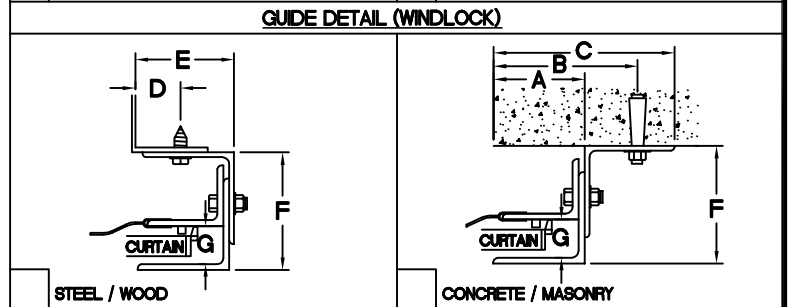 GUIDE DETAIL (WINDLOCK)
E
D
F
CURTAIN G
STEEL / WOOD
C
B
A
F
CURTAIN G
CONCRETE / MASONRY